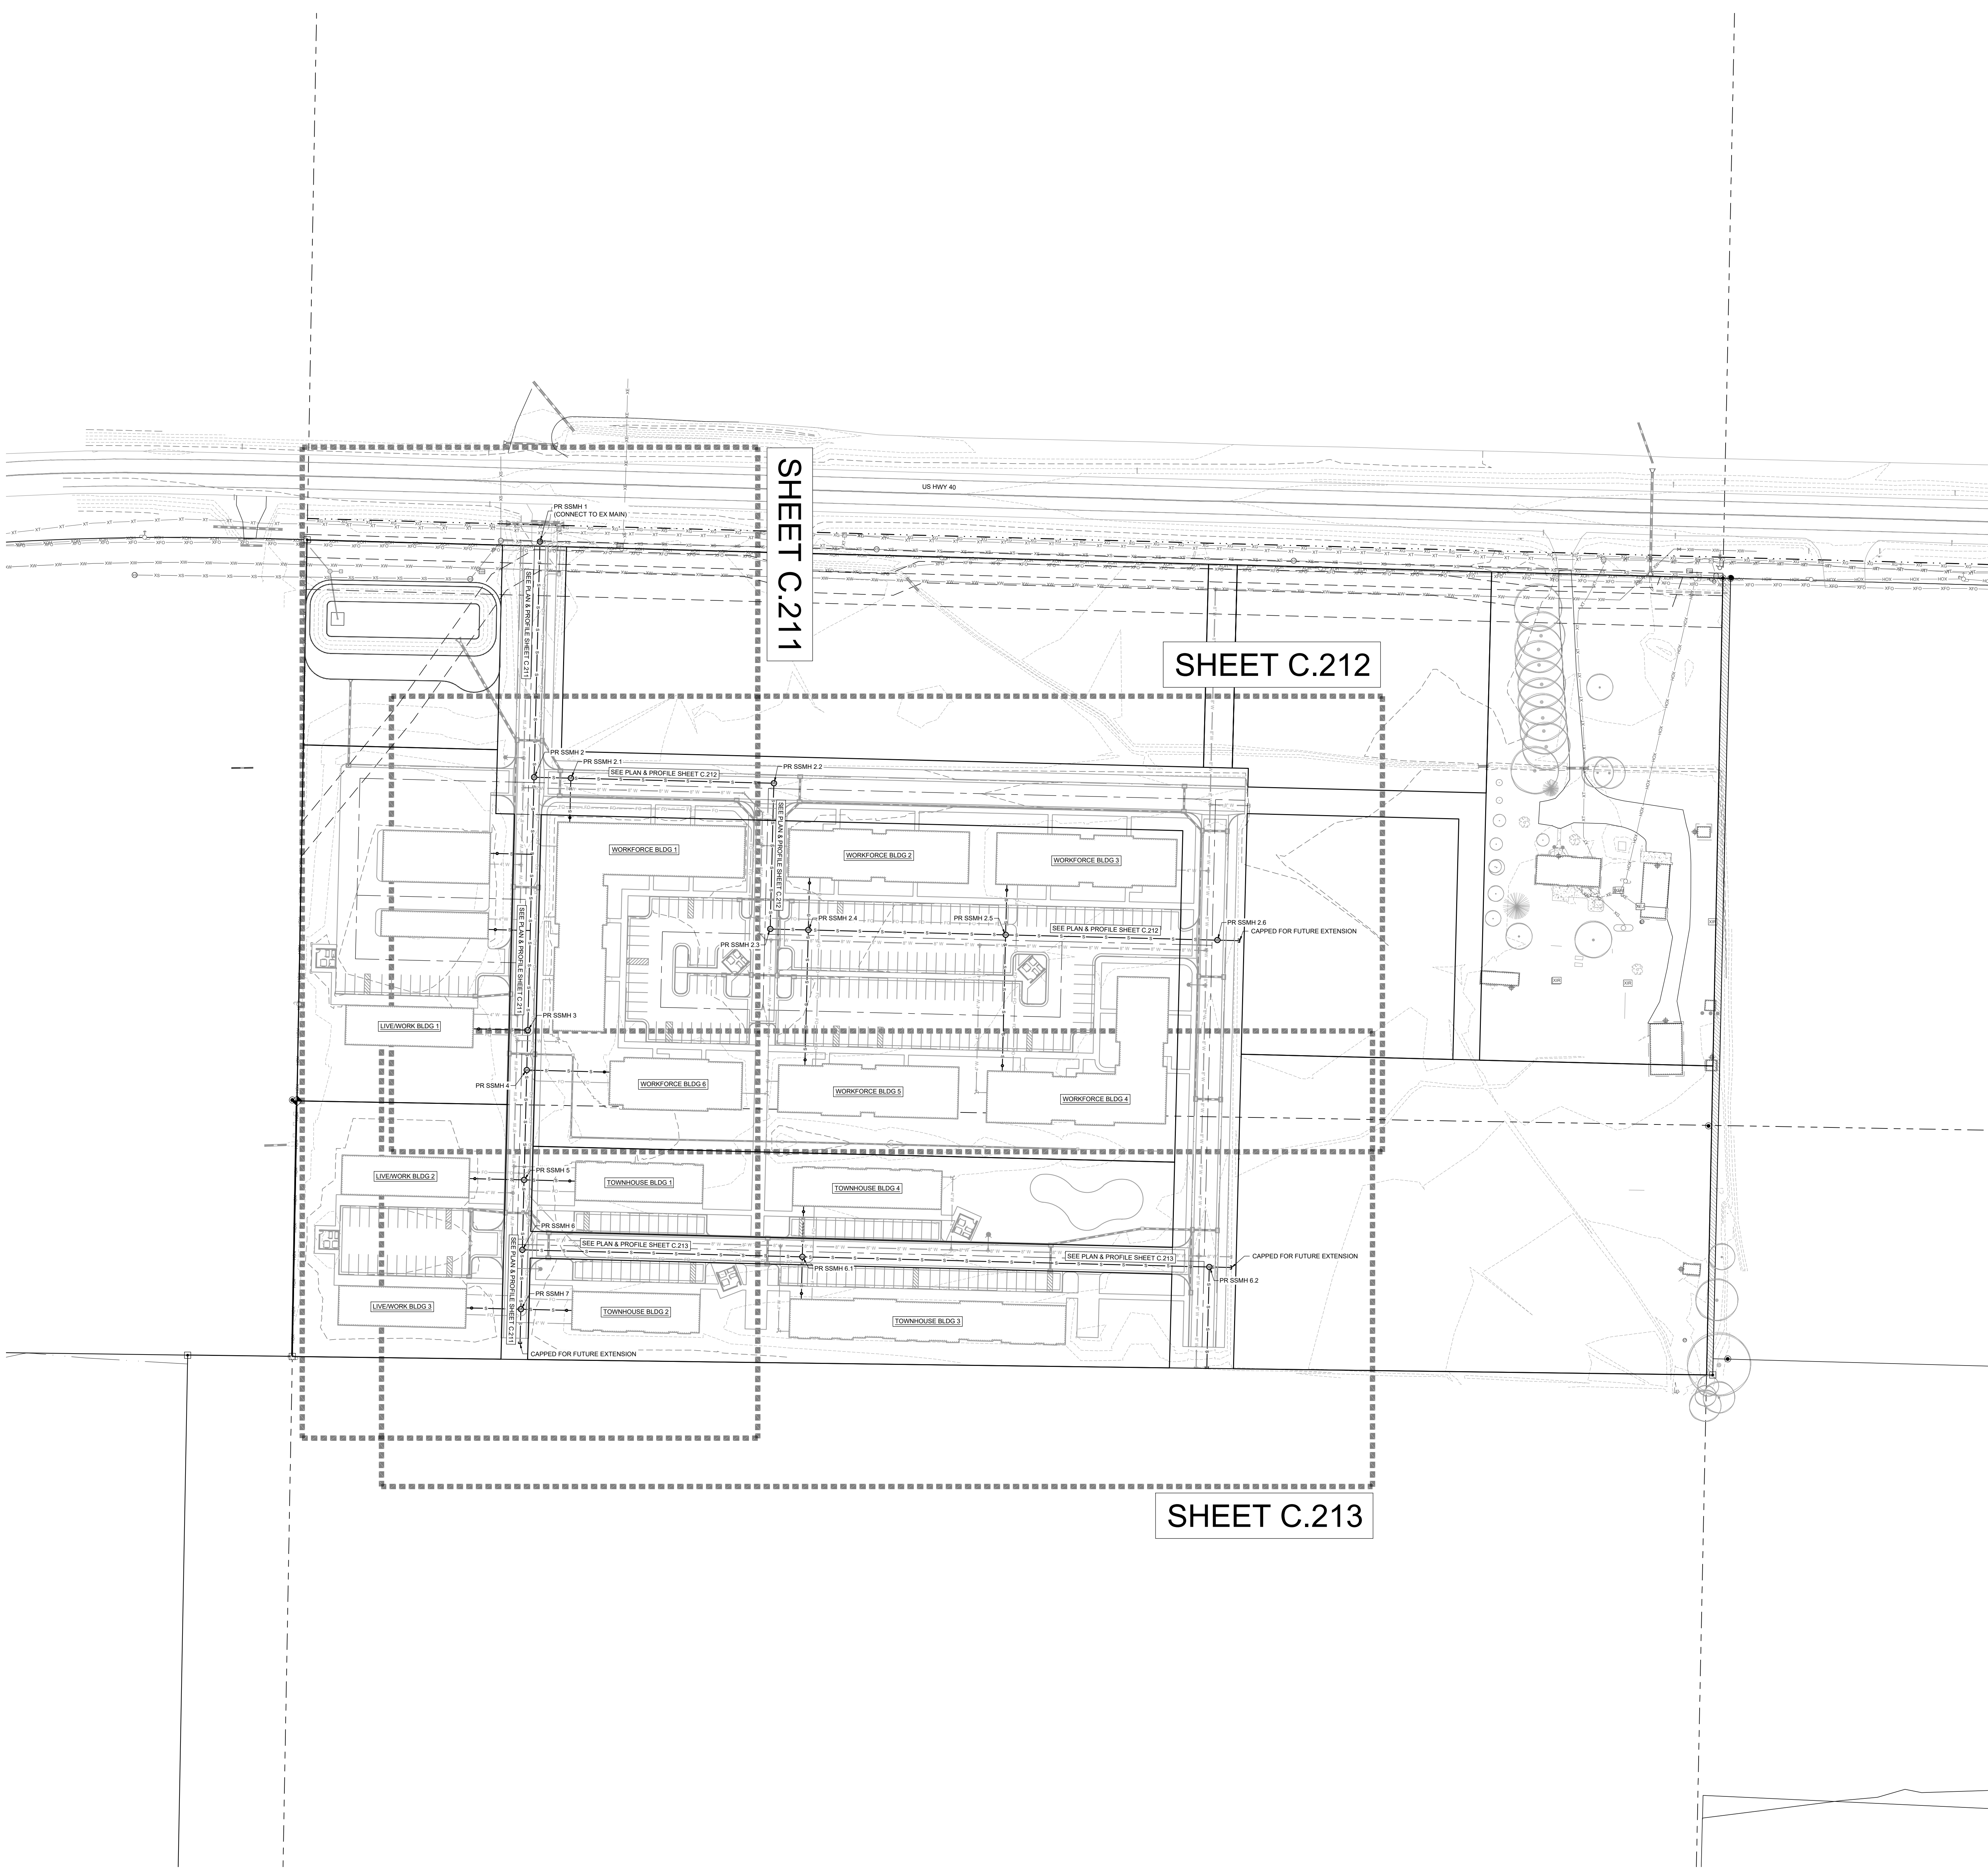 SHEET C.211
US HWY 40
PR SSMH 1
(CONNECT TO EX MAIN)
SEE PLAN & PROFILE SHEET C.211
SHEET C.212
PR SSMH 2
PR SSMH 2.1
SEE PLAN & PROFILE SHEET C.212
PR SSMH 2.2
SEE PLAN & PROFILE SHEET C.212
WORKFORCE BLDG 1
WORKFORCE BLDG 2
WORKFORCE BLDG 3
SEE PLAN & PROFILE SHEET C.211
PR SSMH 2.3
PR SSMH 2.4
PR SSMH 2.5
SEE PLAN & PROFILE SHEET C.212
PR SSMH 2.6
CAPPED FOR FUTURE EXTENSION
PR SSMH 3
LIVE/WORK BLDG 1
PR SSMH 4
WORKFORCE BLDG 6
WORKFORCE BLDG 5
WORKFORCE BLDG 4
LIVE/WORK BLDG 2
PR SSMH 5
TOWNHOUSE BLDG 1
TOWNHOUSE BLDG 4
PR SSMH 6
SEE PLAN & PROFILE SHEET C.213
SEE PLAN & PROFILE SHEET C.213
CAPPED FOR FUTURE EXTENSION
PR SSMH 6.1
PR SSMH 6.2
SEE PLAN & PROFILE SHEET C.211
LIVE/WORK BLDG 3
PR SSMH 7
TOWNHOUSE BLDG 2
TOWNHOUSE BLDG 3
CAPPED FOR FUTURE EXTENSION
SHEET C.213